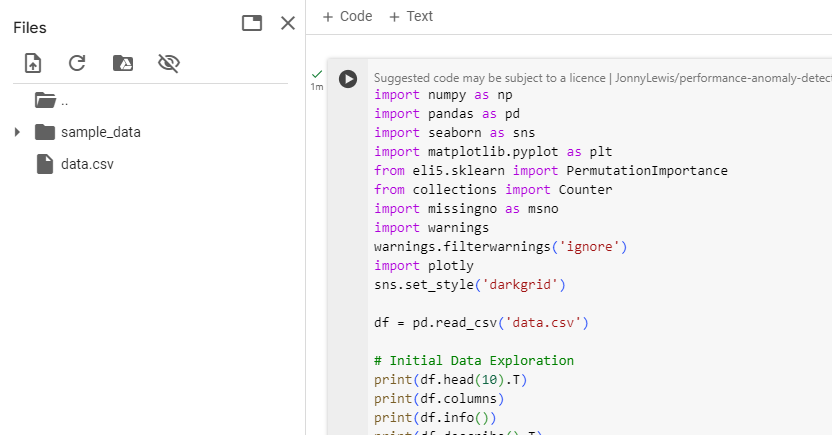 Files
..
sample_data
data.csv
+ Code + Text
1m
Suggested code may be subject to a licence | JonnyLewis/performance-anomaly-detect
import numpy as np
import pandas as pd
import seaborn as sns
import matplotlib.pyplot as plt
from eli5.sklearn import PermutationImportance
from collections import Counter
import missingno as msno
import warnings
warnings.filterwarnings('ignore')
import plotly
sns.set_style('darkgrid')
df = pd.read_csv('data.csv')
# Initial Data Exploration
print(df.head(10).T)
print(df.columns)
print(df.info())
print(df.describe().T)